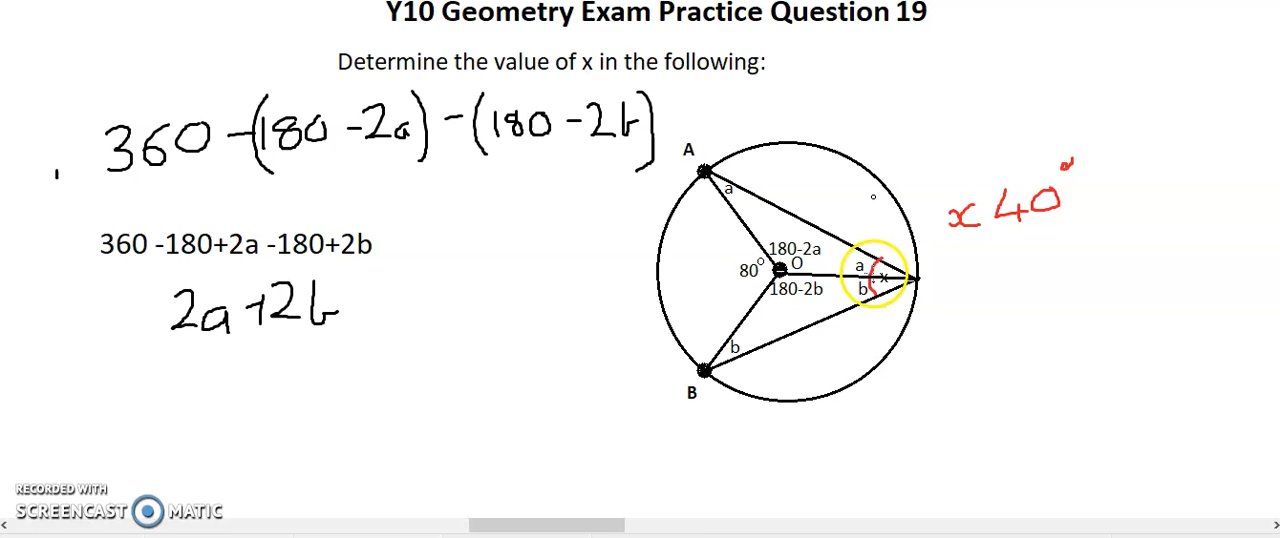 Y10 Geometry Exam Practice Question 19
Determine the value of x in the following:
360 -(180 -2a) -(180 -2b)
A
a
x 40°
360 -180+2a -180+2b
180-2a
80° O
a
x
180-2b
b
2a +2b
b
B
RECORDED WITH
SCREENCAST MATIC